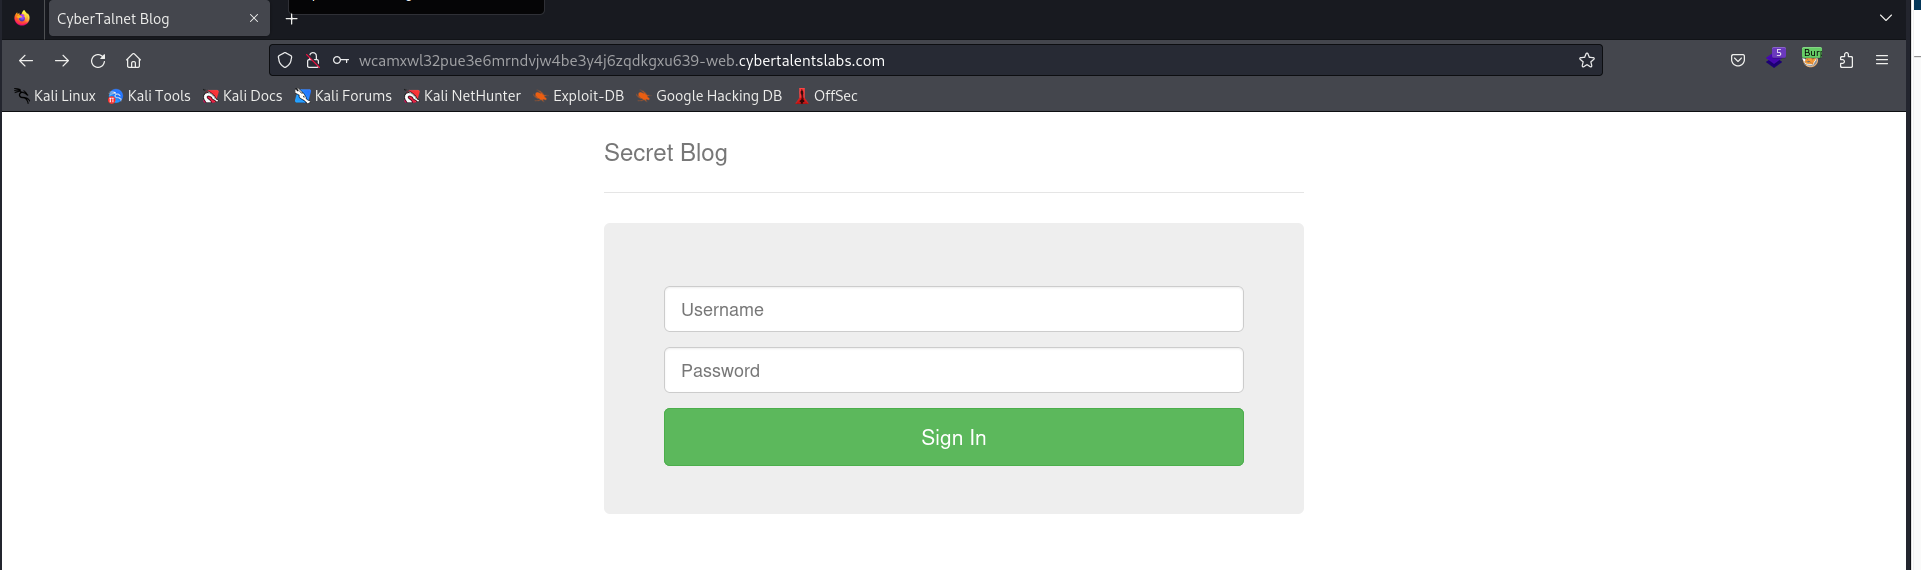 CyberTalnet Blog
wcamxwl32pue3e6mrndvjw4be3y4j6zqdkgxu639-web.cybertalentslabs.com
5
Bur
Kali Linux Kali Tools Kali Docs Kali Forums Kali NetHunter Exploit-DB Google Hacking DB OffSec
Secret Blog
Username
Password
Sign In